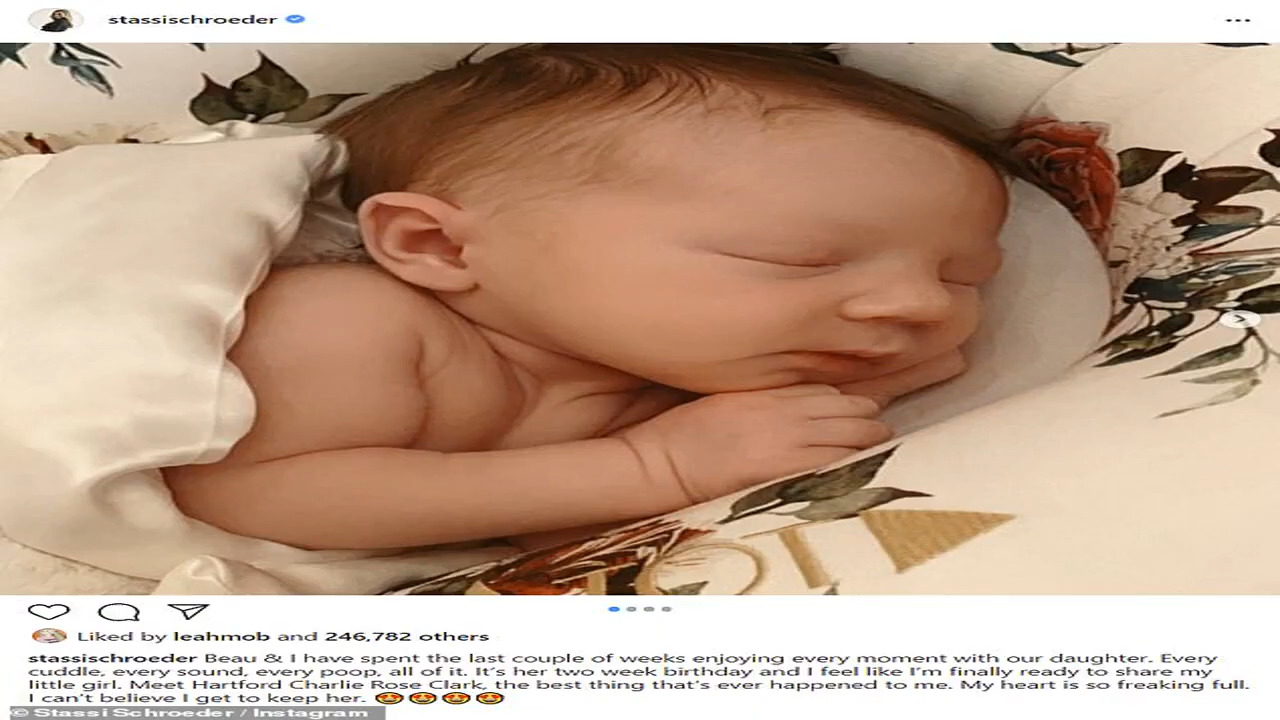 stassischroeder
Liked by leahmob and 246,782 others
stassischroeder Beau & I have spent the last couple of weeks enjoying every moment with our daughter. Every
cuddle, every sound, every poop, all of it. It's her two week birthday and I feel like I'm finally ready to share my
little girl. Meet Hartford Charlie Rose Clark, the best thing that's ever happened to me. My heart is so freaking full.
I can't believe I get to keep her. 😍😍😍😍
© Stassi Schroeder / Instagram